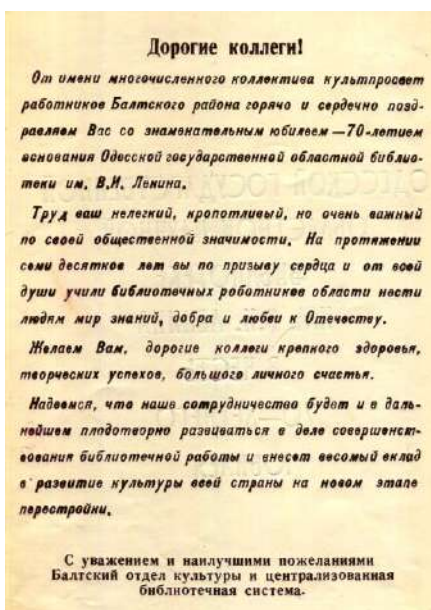 Дорогие коллеги!
От имени многочисленного коллектива культпросвет
работников Балтского района горячо и сердечно позд-
равляем Вас со знаменательным юбилеем—70-летием
основания Одесской государственной областной библио-
теки им. В.И. Ленина.
Труд ваш нелегкий, кропотливый, но очень важный
по своей общественной значимости. На протяжении
семи десятков лет вы по призыву сердца и от всей
души учили библиотечных роботников области нести
людям мир знаний, добра и любви к Отечеству.
Желаем Вам, дорогие коллеги крепкого здоровья,
творческих успехов, большого личного счастья.
Надеемся, что наше сотрудничество будет и в даль-
нейшем плодотворно развиваться в деле совершенст-
вования библиотечной работы и внесет весомый вклад
в развитие культуры всей страны на новом этапе
перестройки.
С уважением и наилучшими пожеланиями
Балтский отдел культуры и централизованная
библиотечная система.